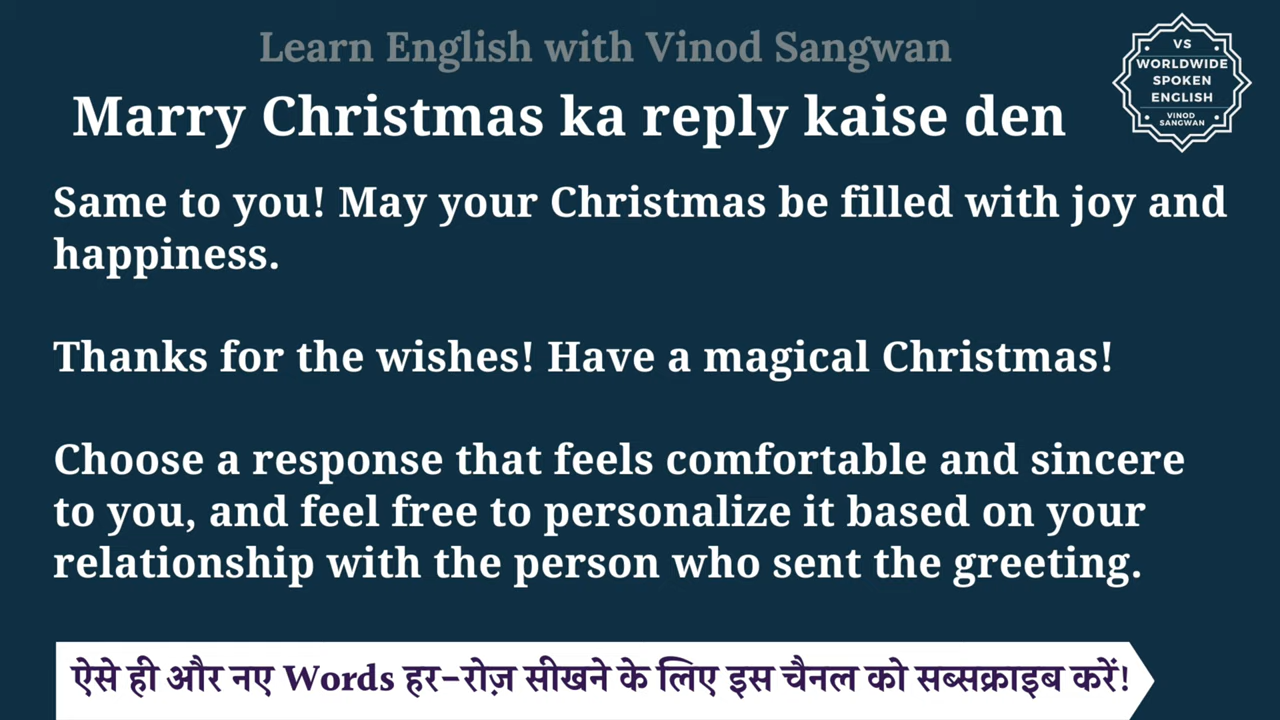 Learn English with Vinod Sangwan
VS
WORLDWIDE
SPOKEN
ENGLISH
VINOD
SANGWAN
Marry Christmas ka reply kaise den
Same to you! May your Christmas be filled with joy and
happiness.
Thanks for the wishes! Have a magical Christmas!
Choose a response that feels comfortable and sincere
to you, and feel free to personalize it based on your
relationship with the person who sent the greeting.
ऐसे ही और नए Words हर-रोज़ सीखने के लिए इस चैनल को सब्सक्राइब करें!